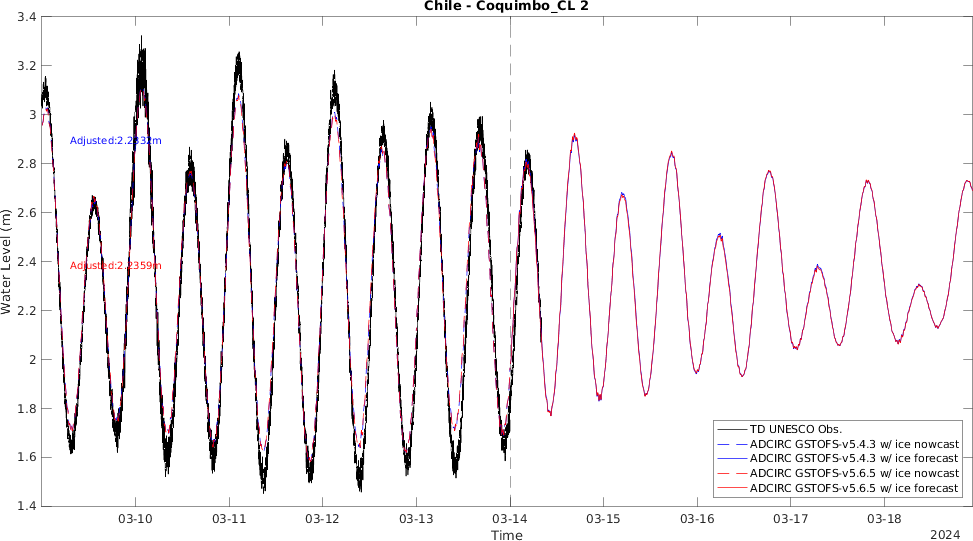 Chile - Coquimbo_CL 2
3.4
3.2
3
2.8
2.6
2.4
2.2
2
1.8
1.6
1.4
Water Level (m)
Adjusted:2.2332m
Adjusted:2.2359m
TD UNESCO Obs.
ADCIRC GSTOFS-v5.4.3 w/ ice nowcast
ADCIRC GSTOFS-v5.4.3 w/ ice forecast
ADCIRC GSTOFS-v5.6.5 w/ ice nowcast
ADCIRC GSTOFS-v5.6.5 w/ ice forecast
03-10 03-11 03-12 03-13 03-14 03-15 03-16 03-17 03-18
Time
2024